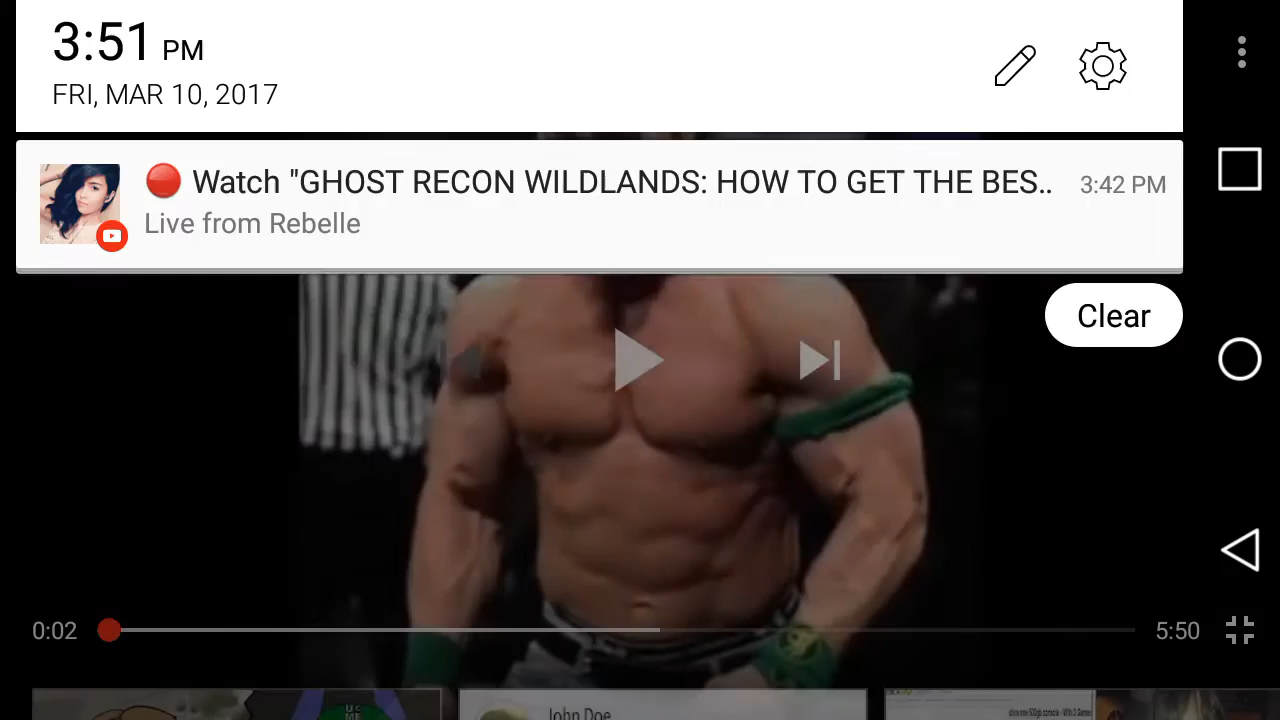 3:51 PM
FRI, MAR 10, 2017
Watch "GHOST RECON WILDLANDS: HOW TO GET THE BES.. 3:42 PM
Live from Rebelle
Clear
0:02
5:50
John Doe